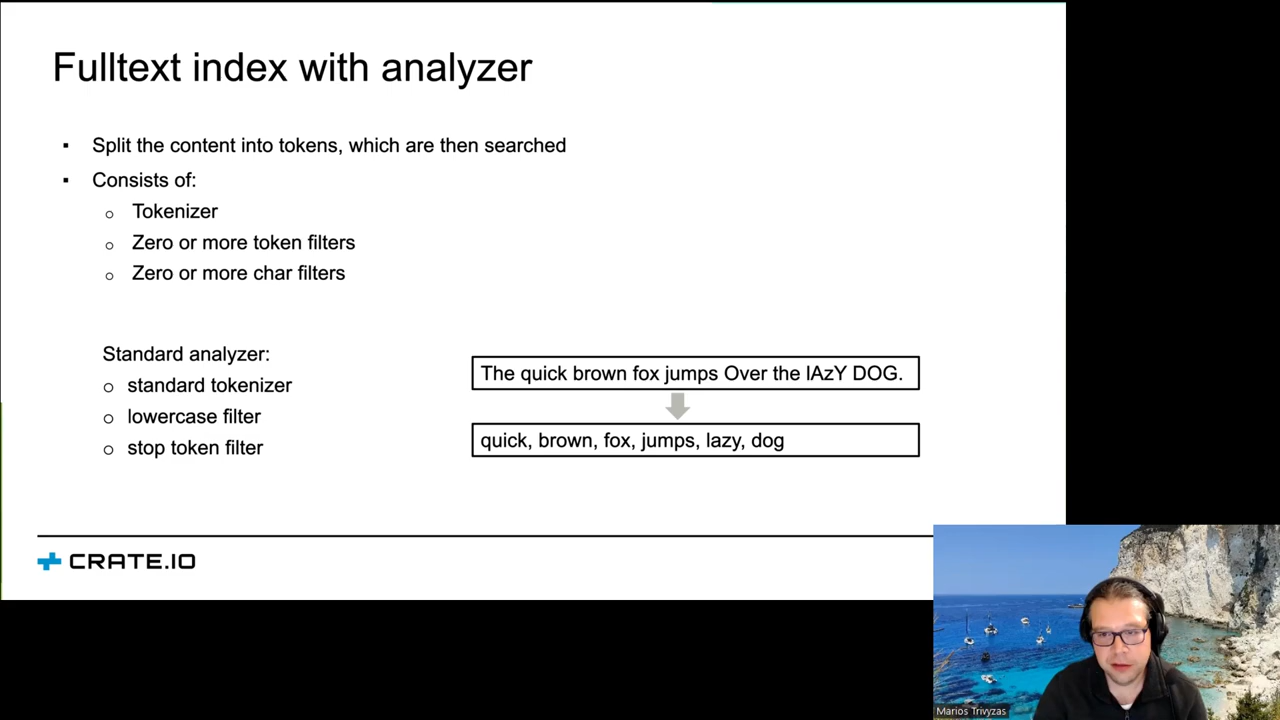 Fulltext index with analyzer
▪ Split the content into tokens, which are then searched
▪ Consists of:
o Tokenizer
o Zero or more token filters
o Zero or more char filters
Standard analyzer:
o standard tokenizer
o lowercase filter
o stop token filter
The quick brown fox jumps Over the lAzY DOG.
quick, brown, fox, jumps, lazy, dog
CRATE.IO
Marios Trivyzas